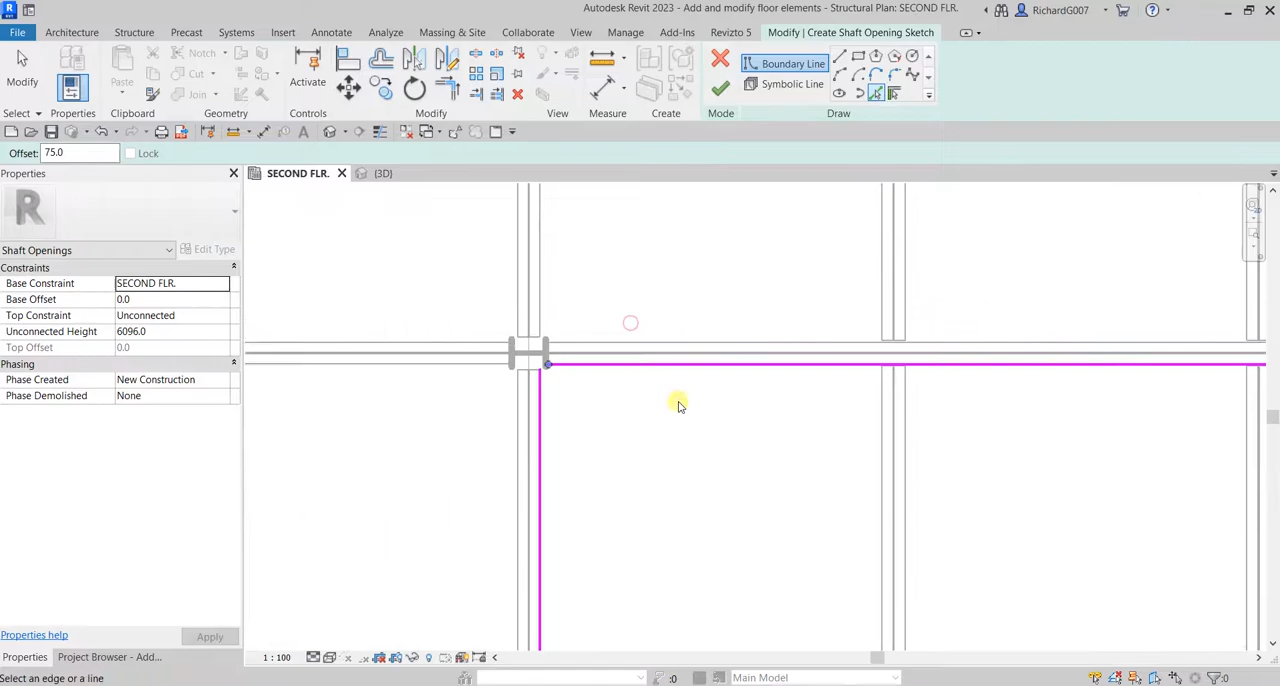 Autodesk Revit 2023 - Add and modify floor elements - Structural Plan: SECOND FLR.
RichardG007
File Architecture Structure Precast Systems Insert Annotate Analyze Massing & Site Collaborate View Manage Add-Ins Revizto 5 Modify | Create Shaft Opening Sketch
Modify Paste Notch Cut Join Activate Boundary Line Symbolic Line
Select Properties Clipboard Geometry Controls Modify View Measure Create Mode Draw
Offset: 75.0 Lock
Properties SECOND FLR. {3D}
Shaft Openings Edit Type
Constraints
Base Constraint SECOND FLR.
Base Offset 0.0
Top Constraint Unconnected
Unconnected Height 6096.0
Top Offset 0.0
Phasing
Phase Created New Construction
Phase Demolished None
Properties help Apply
Properties Project Browser - Add... 1 : 100
Select an edge or a line :0 Main Model :0